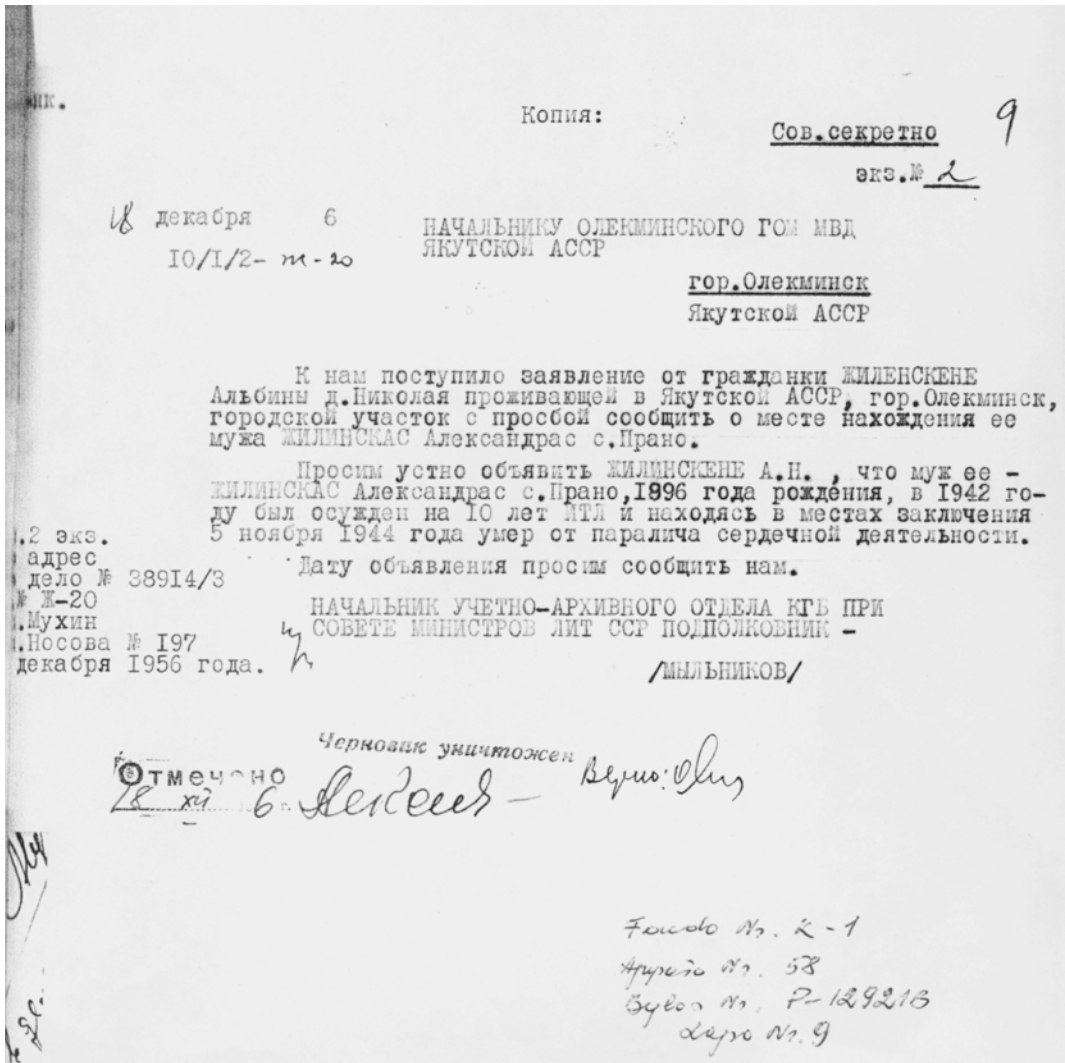 Копия:
9
Сов.секретно
экз.№ 2
18 декабря 6
10/1/2- ж-20
НАЧАЛЬНИКУ ОЛЕКМИНСКОГО ГОМ МВД
ЯКУТСКОЙ АССР
гор.Олекминск
Якутской АССР
К нам поступило заявление от гражданки ЖИЛЕНСКЕНЕ
Альбины д.Николая проживающей в Якутской АССР, гор.Олекминск,
городской участок с просбой сообщить о месте нахождения ее
мужа ЖИЛИНСКАС Александрас с.Прано.
Просим устно объявить ЖИЛИНСКЕНЕ А.Н. , что муж ее -
ЖИЛИНСКАС Александрас с.Прано,1896 года рождения, в 1942 го-
ду был осужден на 10 лет ИТЛ и находясь в местах заключения
5 ноября 1944 года умер от паралича сердечной деятельности.
Дату объявления просим сообщить нам.
.2 экз.
адрес
дело № 38914/3
№ Ж-20
.Мухин
.Носова № 197
декабря 1956 года.
НАЧАЛЬНИК УЧЕТНО-АРХИВНОГО ОТДЕЛА КГБ ПРИ
СОВЕТЕ МИНИСТРОВ ЛИТ ССР ПОДПОЛКОВНИК -
/МЫЛЬНИКОВ/
Черновик уничтожен
Верно:
Отмечено
28 XII 6 г.
Fondo Nr. K-1
Aprašo Nr. 58
Bylos Nr. P-12921B
Lapo Nr. 9